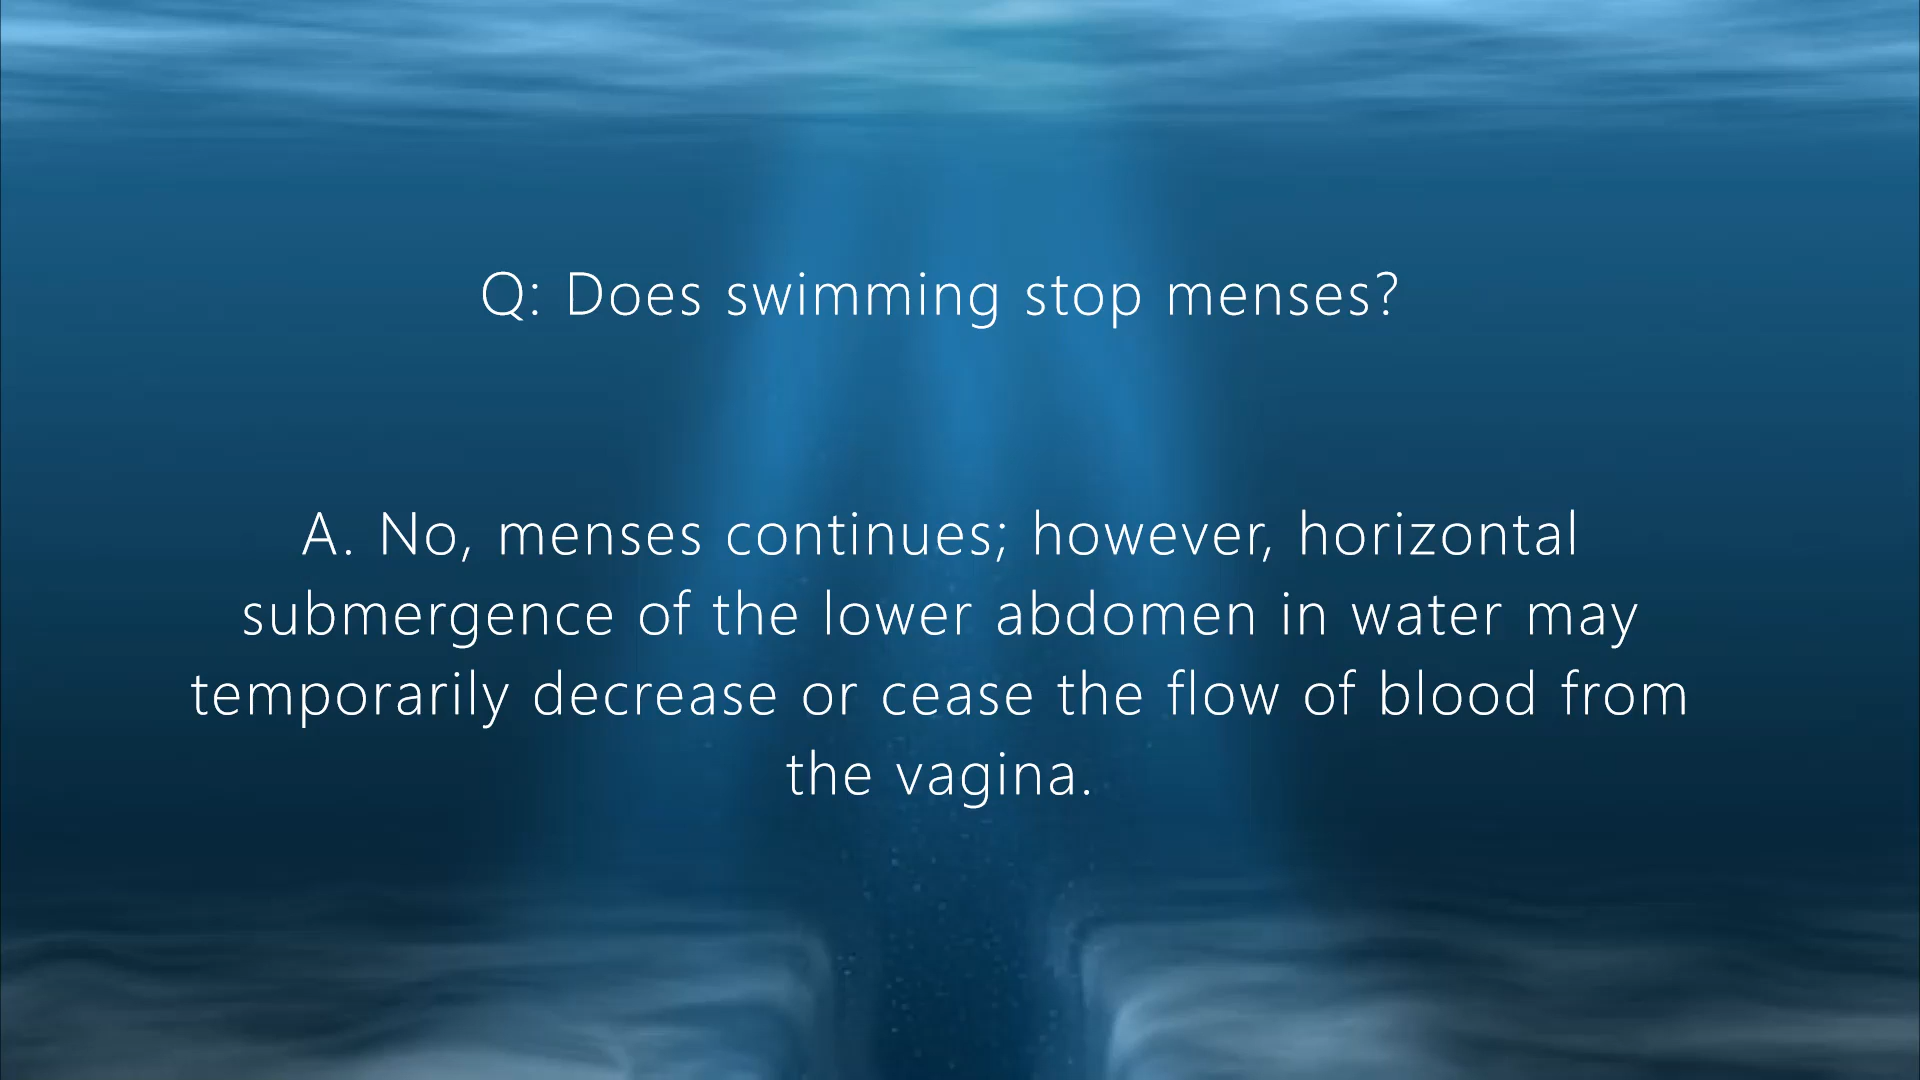 Q: Does swimming stop menses?
A. No, menses continues; however, horizontal
submergence of the lower abdomen in water may
temporarily decrease or cease the flow of blood from
the vagina.